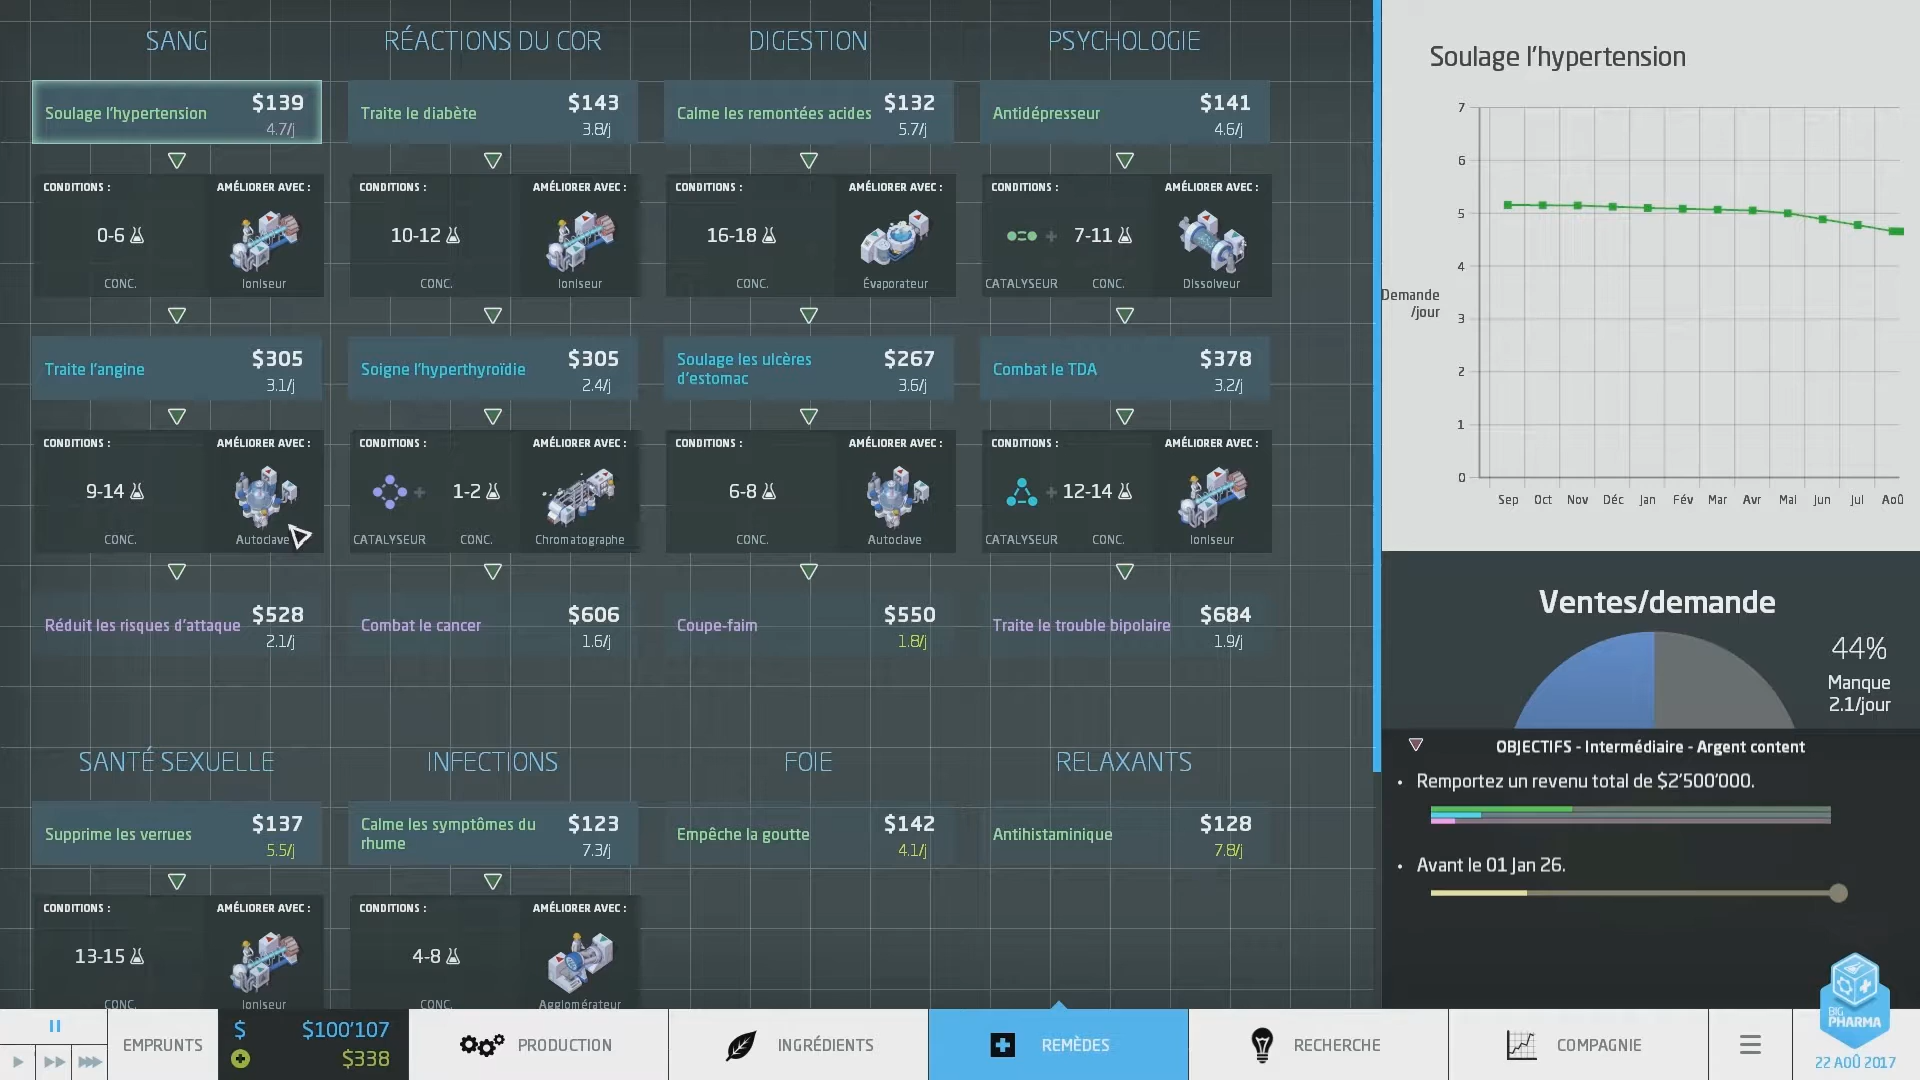 SANG
RÉACTIONS DU COR
DIGESTION
PSYCHOLOGIE
Soulage l'hypertension $139
4.7/j
Traite le diabète $143
3.8/j
Calme les remontées acides $132
5.7/j
Antidépresseur $141
4.6/j
CONDITIONS : AMÉLIORER AVEC :
0-6
CONC. Ioniseur
CONDITIONS : AMÉLIORER AVEC :
10-12
CONC. Ioniseur
CONDITIONS : AMÉLIORER AVEC :
16-18
CONC. Évaporateur
CONDITIONS : AMÉLIORER AVEC :
+ 7-11
CATALYSEUR CONC. Dissolveur
Traite l'angine $305
3.1/j
Soigne l'hyperthyroïdie $305
2.4/j
Soulage les ulcères
d'estomac $267
3.6/j
Combat le TDA $378
3.2/j
CONDITIONS : AMÉLIORER AVEC :
9-14
CONC. Autoclave
CONDITIONS : AMÉLIORER AVEC :
+ 1-2
CATALYSEUR CONC. Chromatographe
CONDITIONS : AMÉLIORER AVEC :
6-8
CONC. Autoclave
CONDITIONS : AMÉLIORER AVEC :
+ 12-14
CATALYSEUR CONC. Ioniseur
Réduit les risques d'attaque $528
2.1/j
Combat le cancer $606
1.6/j
Coupe-faim $550
1.8/j
Traite le trouble bipolaire $684
1.9/j
SANTÉ SEXUELLE
INFECTIONS
FOIE
RELAXANTS
Supprime les verrues $137
5.5/j
Calme les symptômes du
rhume $123
7.3/j
Empêche la goutte $142
4.1/j
Antihistaminique $128
7.8/j
CONDITIONS : AMÉLIORER AVEC :
13-15
CONC. Ioniseur
CONDITIONS : AMÉLIORER AVEC :
4-8
CONC. Agglomérateur
Soulage l'hypertension
7
6
5
4
Demande
/jour
3
2
1
0
Sep Oct Nov Déc Jan Fév Mar Avr Mai Jun Jul Aoû
Ventes/demande
44%
Manque
2.1/jour
OBJECTIFS - Intermédiaire - Argent content
• Remportez un revenu total de $2'500'000.
• Avant le 01 Jan 26.
EMPRUNTS
$ $100'107
$338
PRODUCTION
INGRÉDIENTS
REMÈDES
RECHERCHE
COMPAGNIE
BIG
PHARMA
22 AOÛ 2017